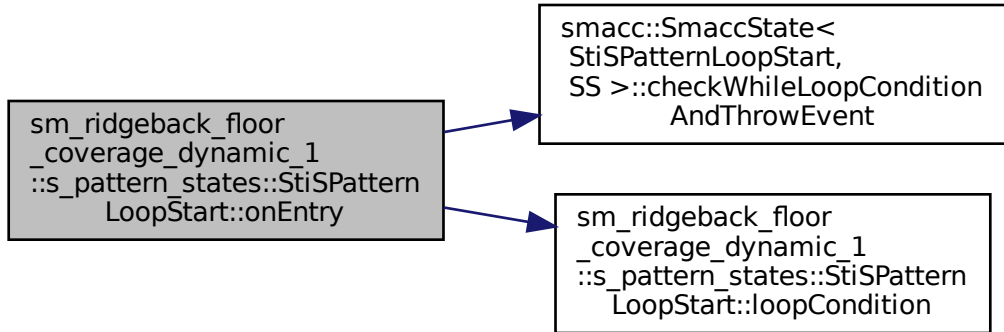 sm_ridgeback_floor
_coverage_dynamic_1
::s_pattern_states::StiSPattern
LoopStart::onEntry
smacc::SmaccState<
StiSPatternLoopStart,
SS >::checkWhileLoopCondition
AndThrowEvent
sm_ridgeback_floor
_coverage_dynamic_1
::s_pattern_states::StiSPattern
LoopStart::loopCondition